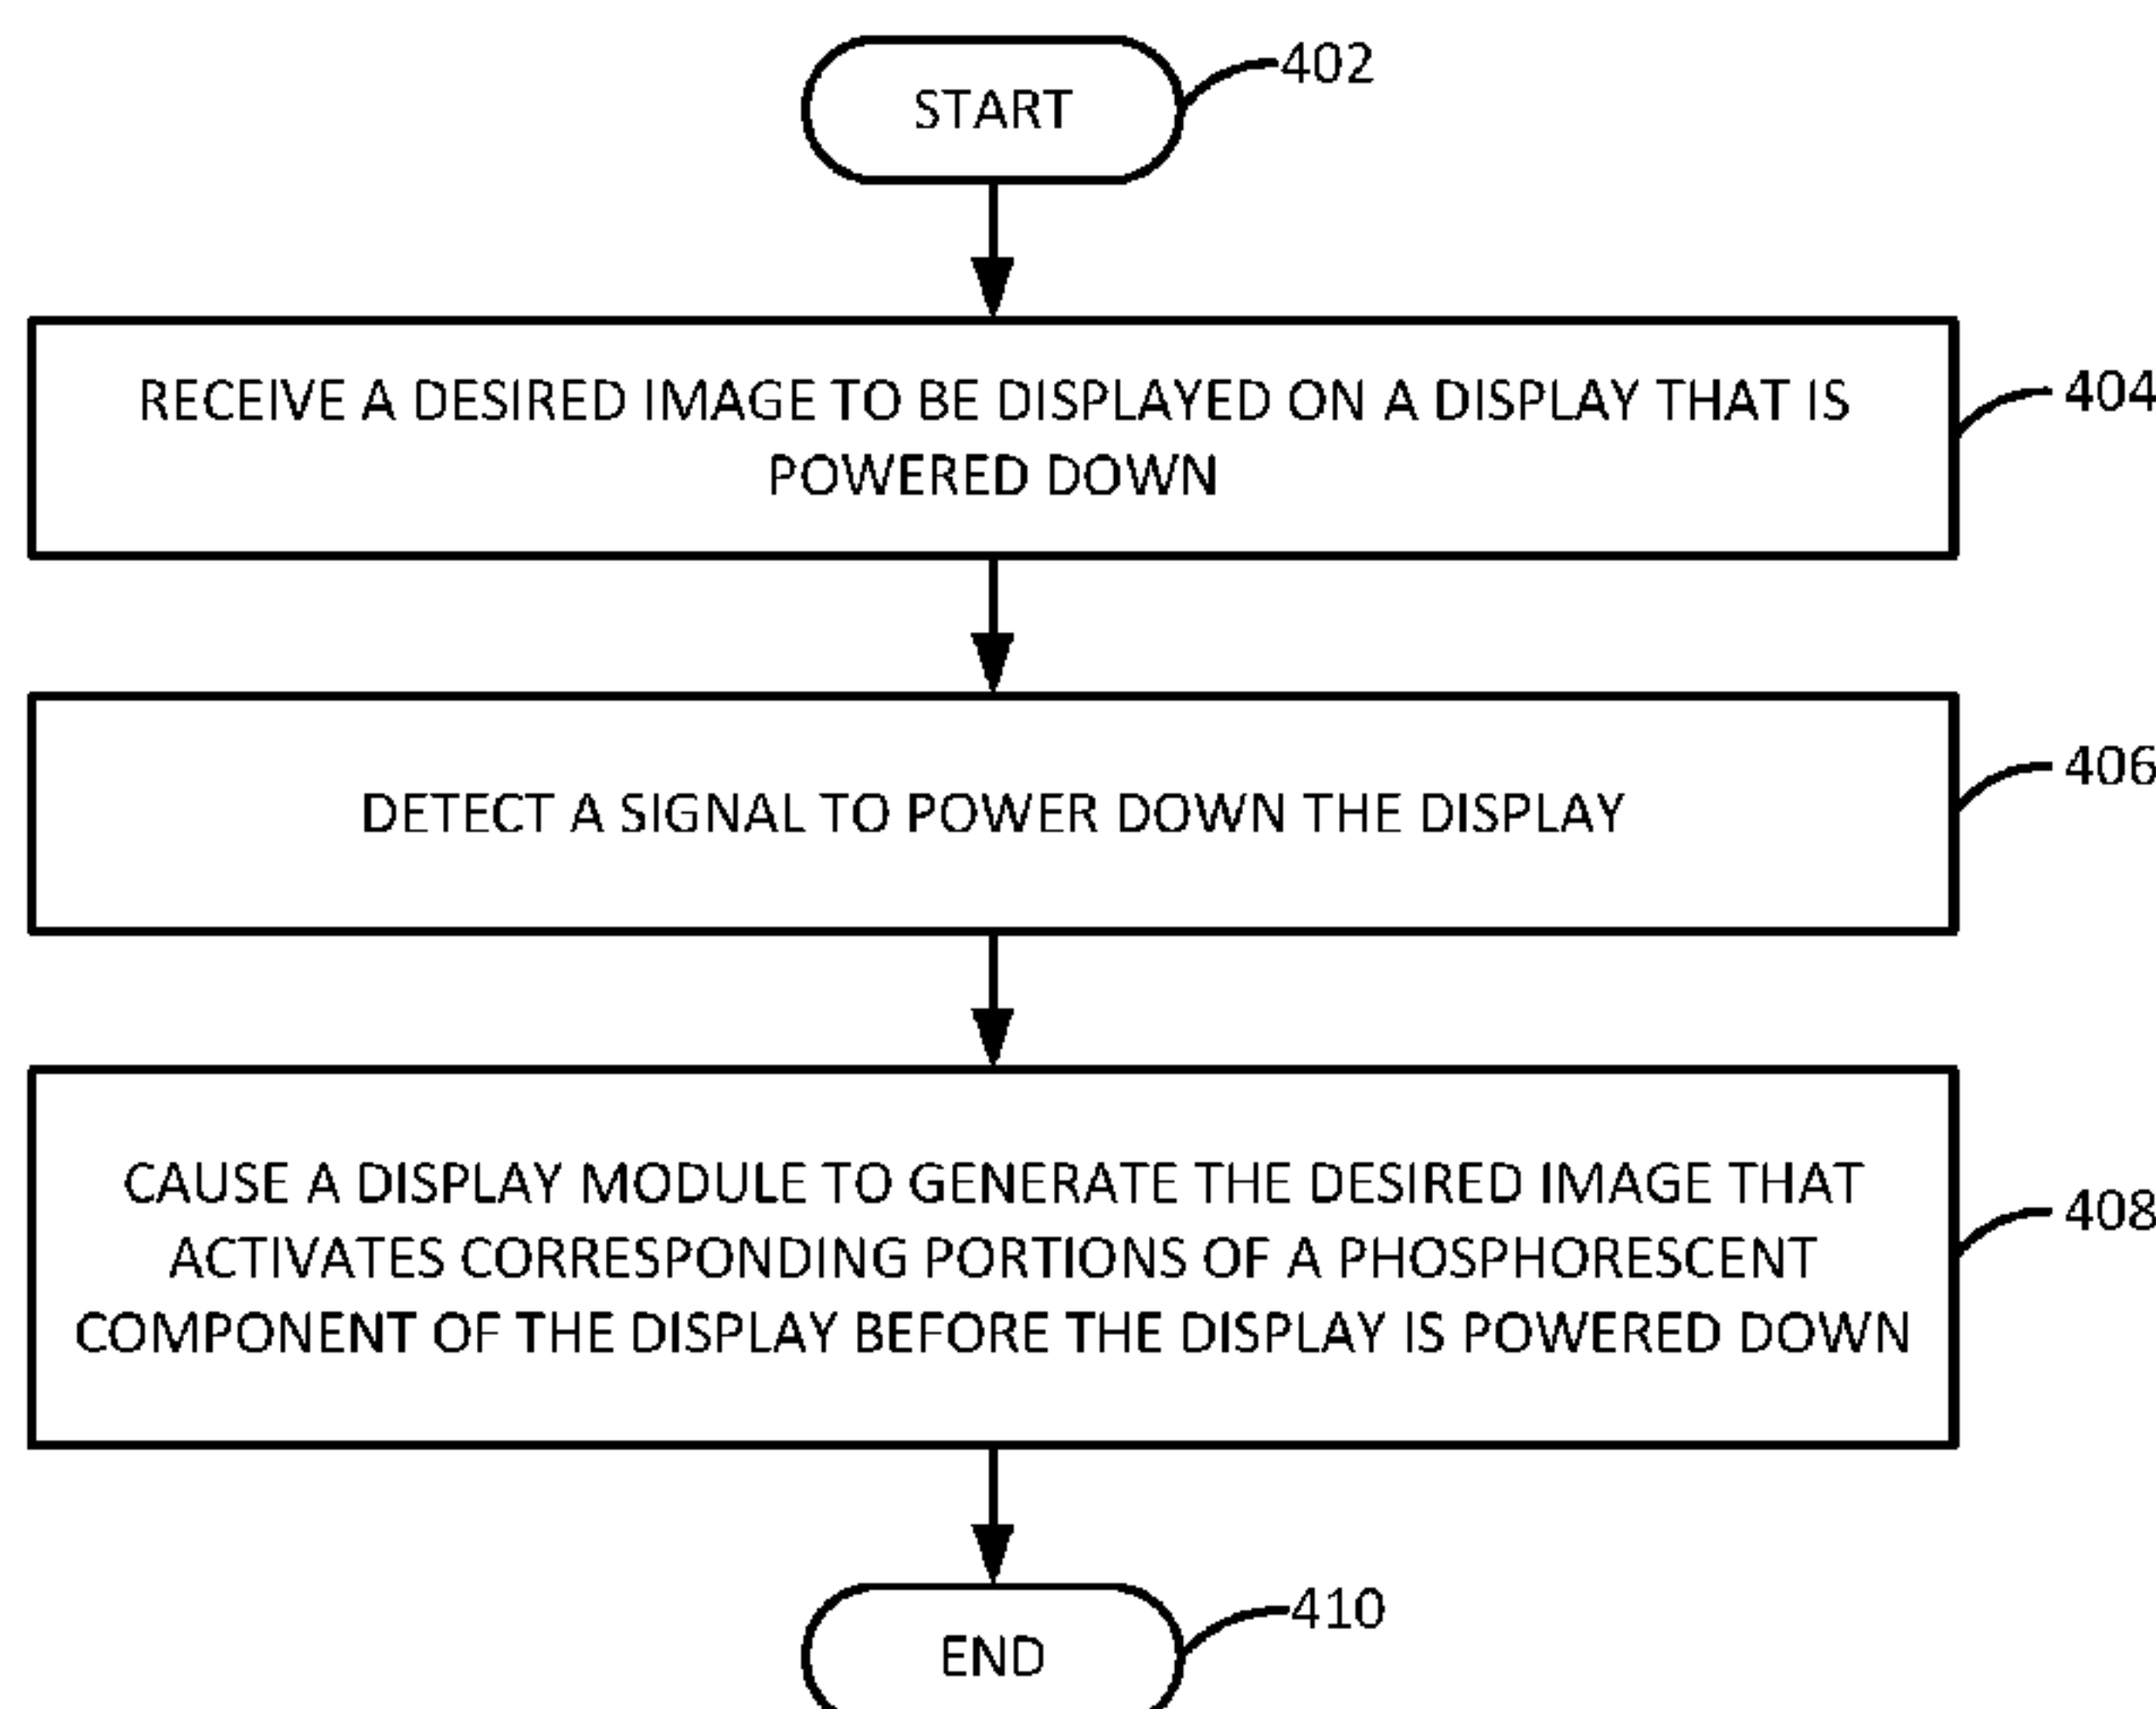 START
402
RECEIVE A DESIRED IMAGE TO BE DISPLAYED ON A DISPLAY THAT IS
POWERED DOWN
404
DETECT A SIGNAL TO POWER DOWN THE DISPLAY
406
CAUSE A DISPLAY MODULE TO GENERATE THE DESIRED IMAGE THAT
ACTIVATES CORRESPONDING PORTIONS OF A PHOSPHORESCENT
COMPONENT OF THE DISPLAY BEFORE THE DISPLAY IS POWERED DOWN
408
END
410